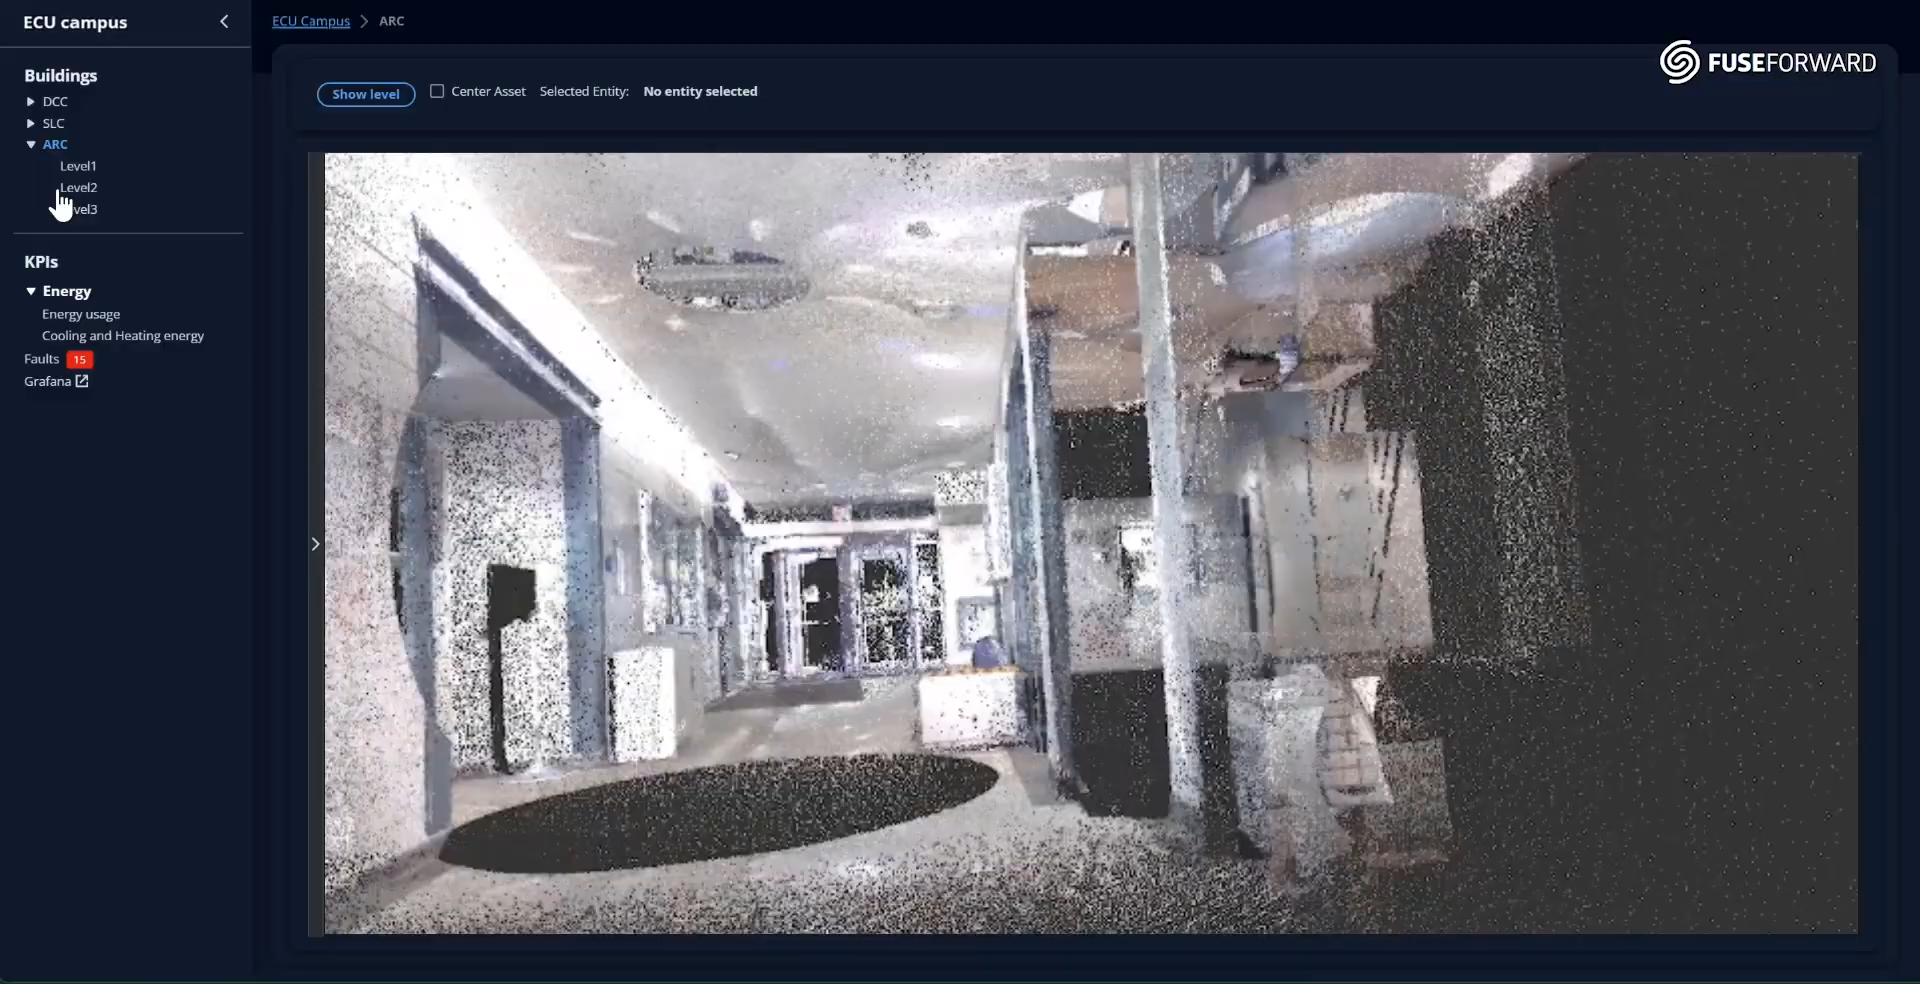 ECU campus
ECU Campus > ARC
FUSEFORWARD
Buildings
Show level
Center Asset
Selected Entity: No entity selected
DCC
SLC
ARC
Level1
Level2
vel3
KPIs
Energy
Energy usage
Cooling and Heating energy
Faults 15
Grafana